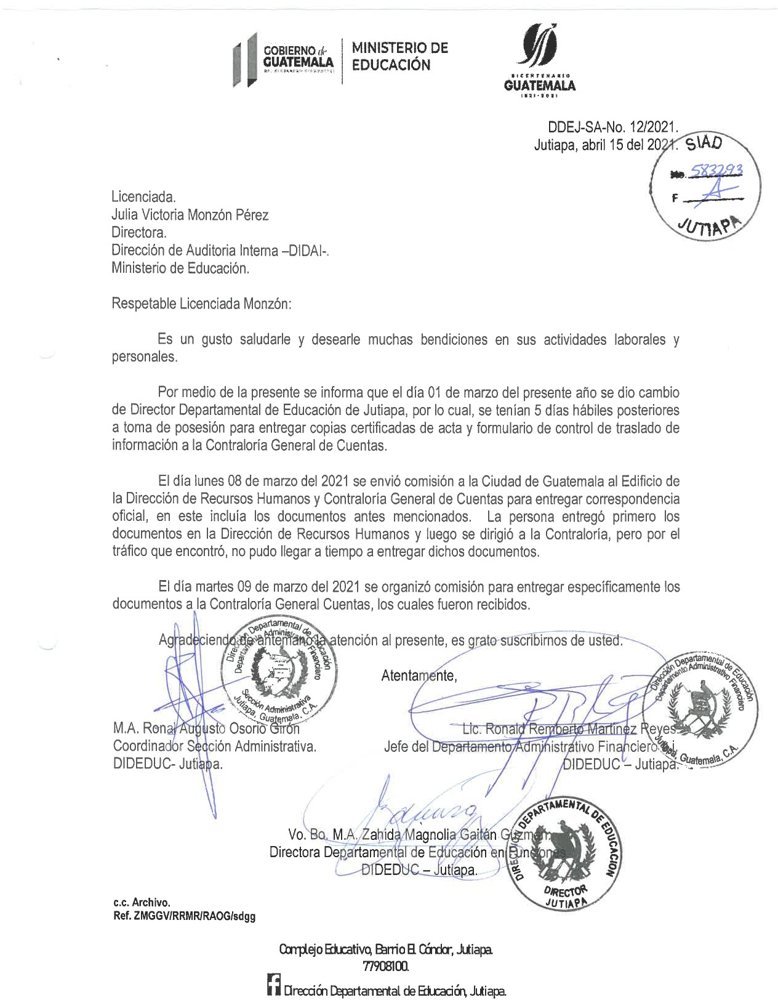 GOBIERNO de
GUATEMALA
MINISTERIO DE
EDUCACIÓN
BICENTENARIO
GUATEMALA
1821-2021
DDEJ-SA-No. 12/2021.
Jutiapa, abril 15 del 2021.
SIAD
No. 583293
F
JUTIAPA
Licenciada.
Julia Victoria Monzón Pérez
Directora.
Dirección de Auditoria Interna –DIDAI-.
Ministerio de Educación.
Respetable Licenciada Monzón:
Es un gusto saludarle y desearle muchas bendiciones en sus actividades laborales y
personales.
Por medio de la presente se informa que el día 01 de marzo del presente año se dio cambio
de Director Departamental de Educación de Jutiapa, por lo cual, se tenían 5 días hábiles posteriores
a toma de posesión para entregar copias certificadas de acta y formulario de control de traslado de
información a la Contraloría General de Cuentas.
El día lunes 08 de marzo del 2021 se envió comisión a la Ciudad de Guatemala al Edificio de
la Dirección de Recursos Humanos y Contraloría General de Cuentas para entregar correspondencia
oficial, en este incluía los documentos antes mencionados. La persona entregó primero los
documentos en la Dirección de Recursos Humanos y luego se dirigió a la Contraloría, pero por el
tráfico que encontró, no pudo llegar a tiempo a entregar dichos documentos.
El día martes 09 de marzo del 2021 se organizó comisión para entregar específicamente los
documentos a la Contraloría General Cuentas, los cuales fueron recibidos.
Agradeciendo de antemano la atención al presente, es grato suscribirnos de usted.
Dirección Departamental de Educación
Departamento Administrativo Financiero
Sección Administrativa
Jutiapa, Guatemala, C.A.
Atentamente,
Dirección Departamental de Educación
Departamento Administrativo Financiero
Jutiapa, Guatemala, C.A.
M.A. Ronal Augusto Osorio Girón
Coordinador Sección Administrativa.
DIDEDUC- Jutiapa.
Lic. Ronald Remberto Martinez Reyes.
Jefe del Departamento Administrativo Financiero
DIDEDUC – Jutiapa.
Vo. Bo. M.A. Zahida Magnolia Gaitán Guzmán.
Directora Departamental de Educación en Funciones
DIDEDUC – Jutiapa.
DIRECCION DEPARTAMENTAL DE EDUCACION
DIRECTOR
JUTIAPA
c.c. Archivo.
Ref. ZMGGV/RRMR/RAOG/sdgg
Complejo Educativo, Barrio El Cóndor, Jutiapa.
77908100.
Dirección Departamental de Educación, Jutiapa.